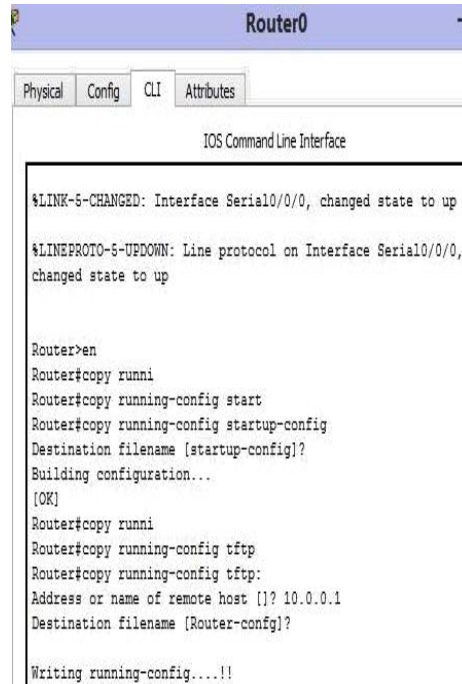 Router0
Physical Config CLI Attributes
IOS Command Line Interface
%LINK-5-CHANGED: Interface Serial0/0/0, changed state to up
%LINEPROTO-5-UPDOWN: Line protocol on Interface Serial0/0/0,
changed state to up
Router>en
Router#copy runni
Router#copy running-config start
Router#copy running-config startup-config
Destination filename [startup-config]?
Building configuration...
[OK]
Router#copy runni
Router#copy running-config tftp
Router#copy running-config tftp:
Address or name of remote host []? 10.0.0.1
Destination filename [Router-confg]?
Writing running-config....!!